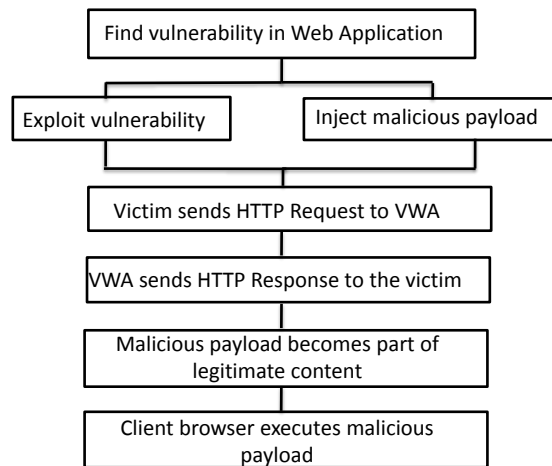 Find vulnerability in Web Application
Exploit vulnerability
Inject malicious payload
Victim sends HTTP Request to VWA
VWA sends HTTP Response to the victim
Malicious payload becomes part of
legitimate content
Client browser executes malicious
payload